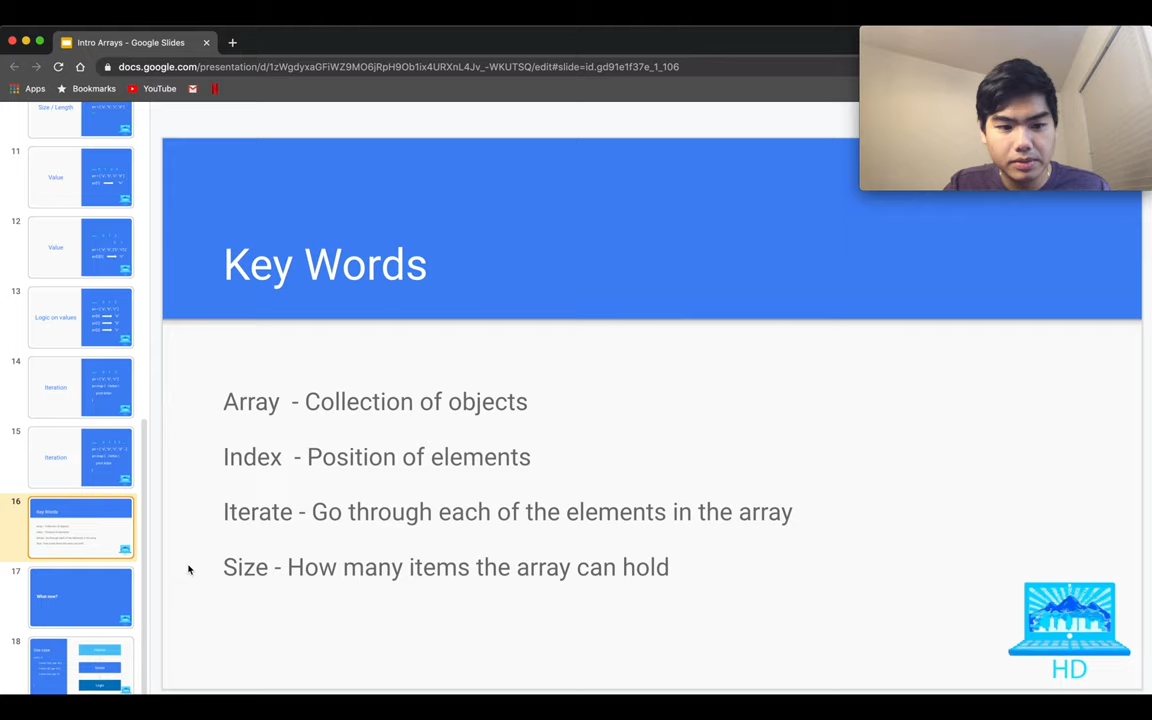 Intro Arrays - Google Slides
docs.google.com/presentation/d/1zWgdyxaGFiWZ9MO6jRpH9Ob1ix4URXnL4Jv_-WKUTSQ/edit#slide=id.gd91e1f37e_1_106
Apps Bookmarks YouTube
Size / Length
11
Value
12
Value
13
Logic on values
14
Iteration
15
Iteration
16
Key Words
17
What now?
18
Key Words
Array - Collection of objects
Index - Position of elements
Iterate - Go through each of the elements in the array
Size - How many items the array can hold
HD